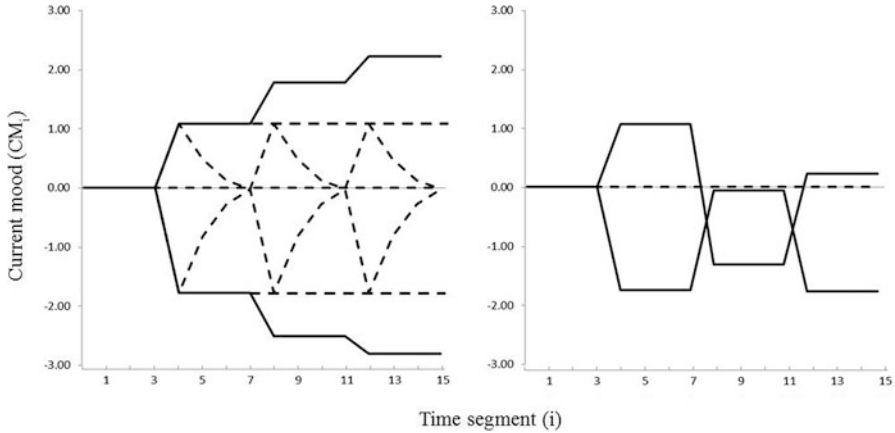 3.00 3.00
2.00 2.00
1.00 1.00
0.00 0.00
-1.00 -1.00
-2.00 -2.00
-3.00 -3.00
1 3 5 7 9 11 13 15 1 3 5 7 9 11 13 15
Current mood (CMi)
Time segment (i)